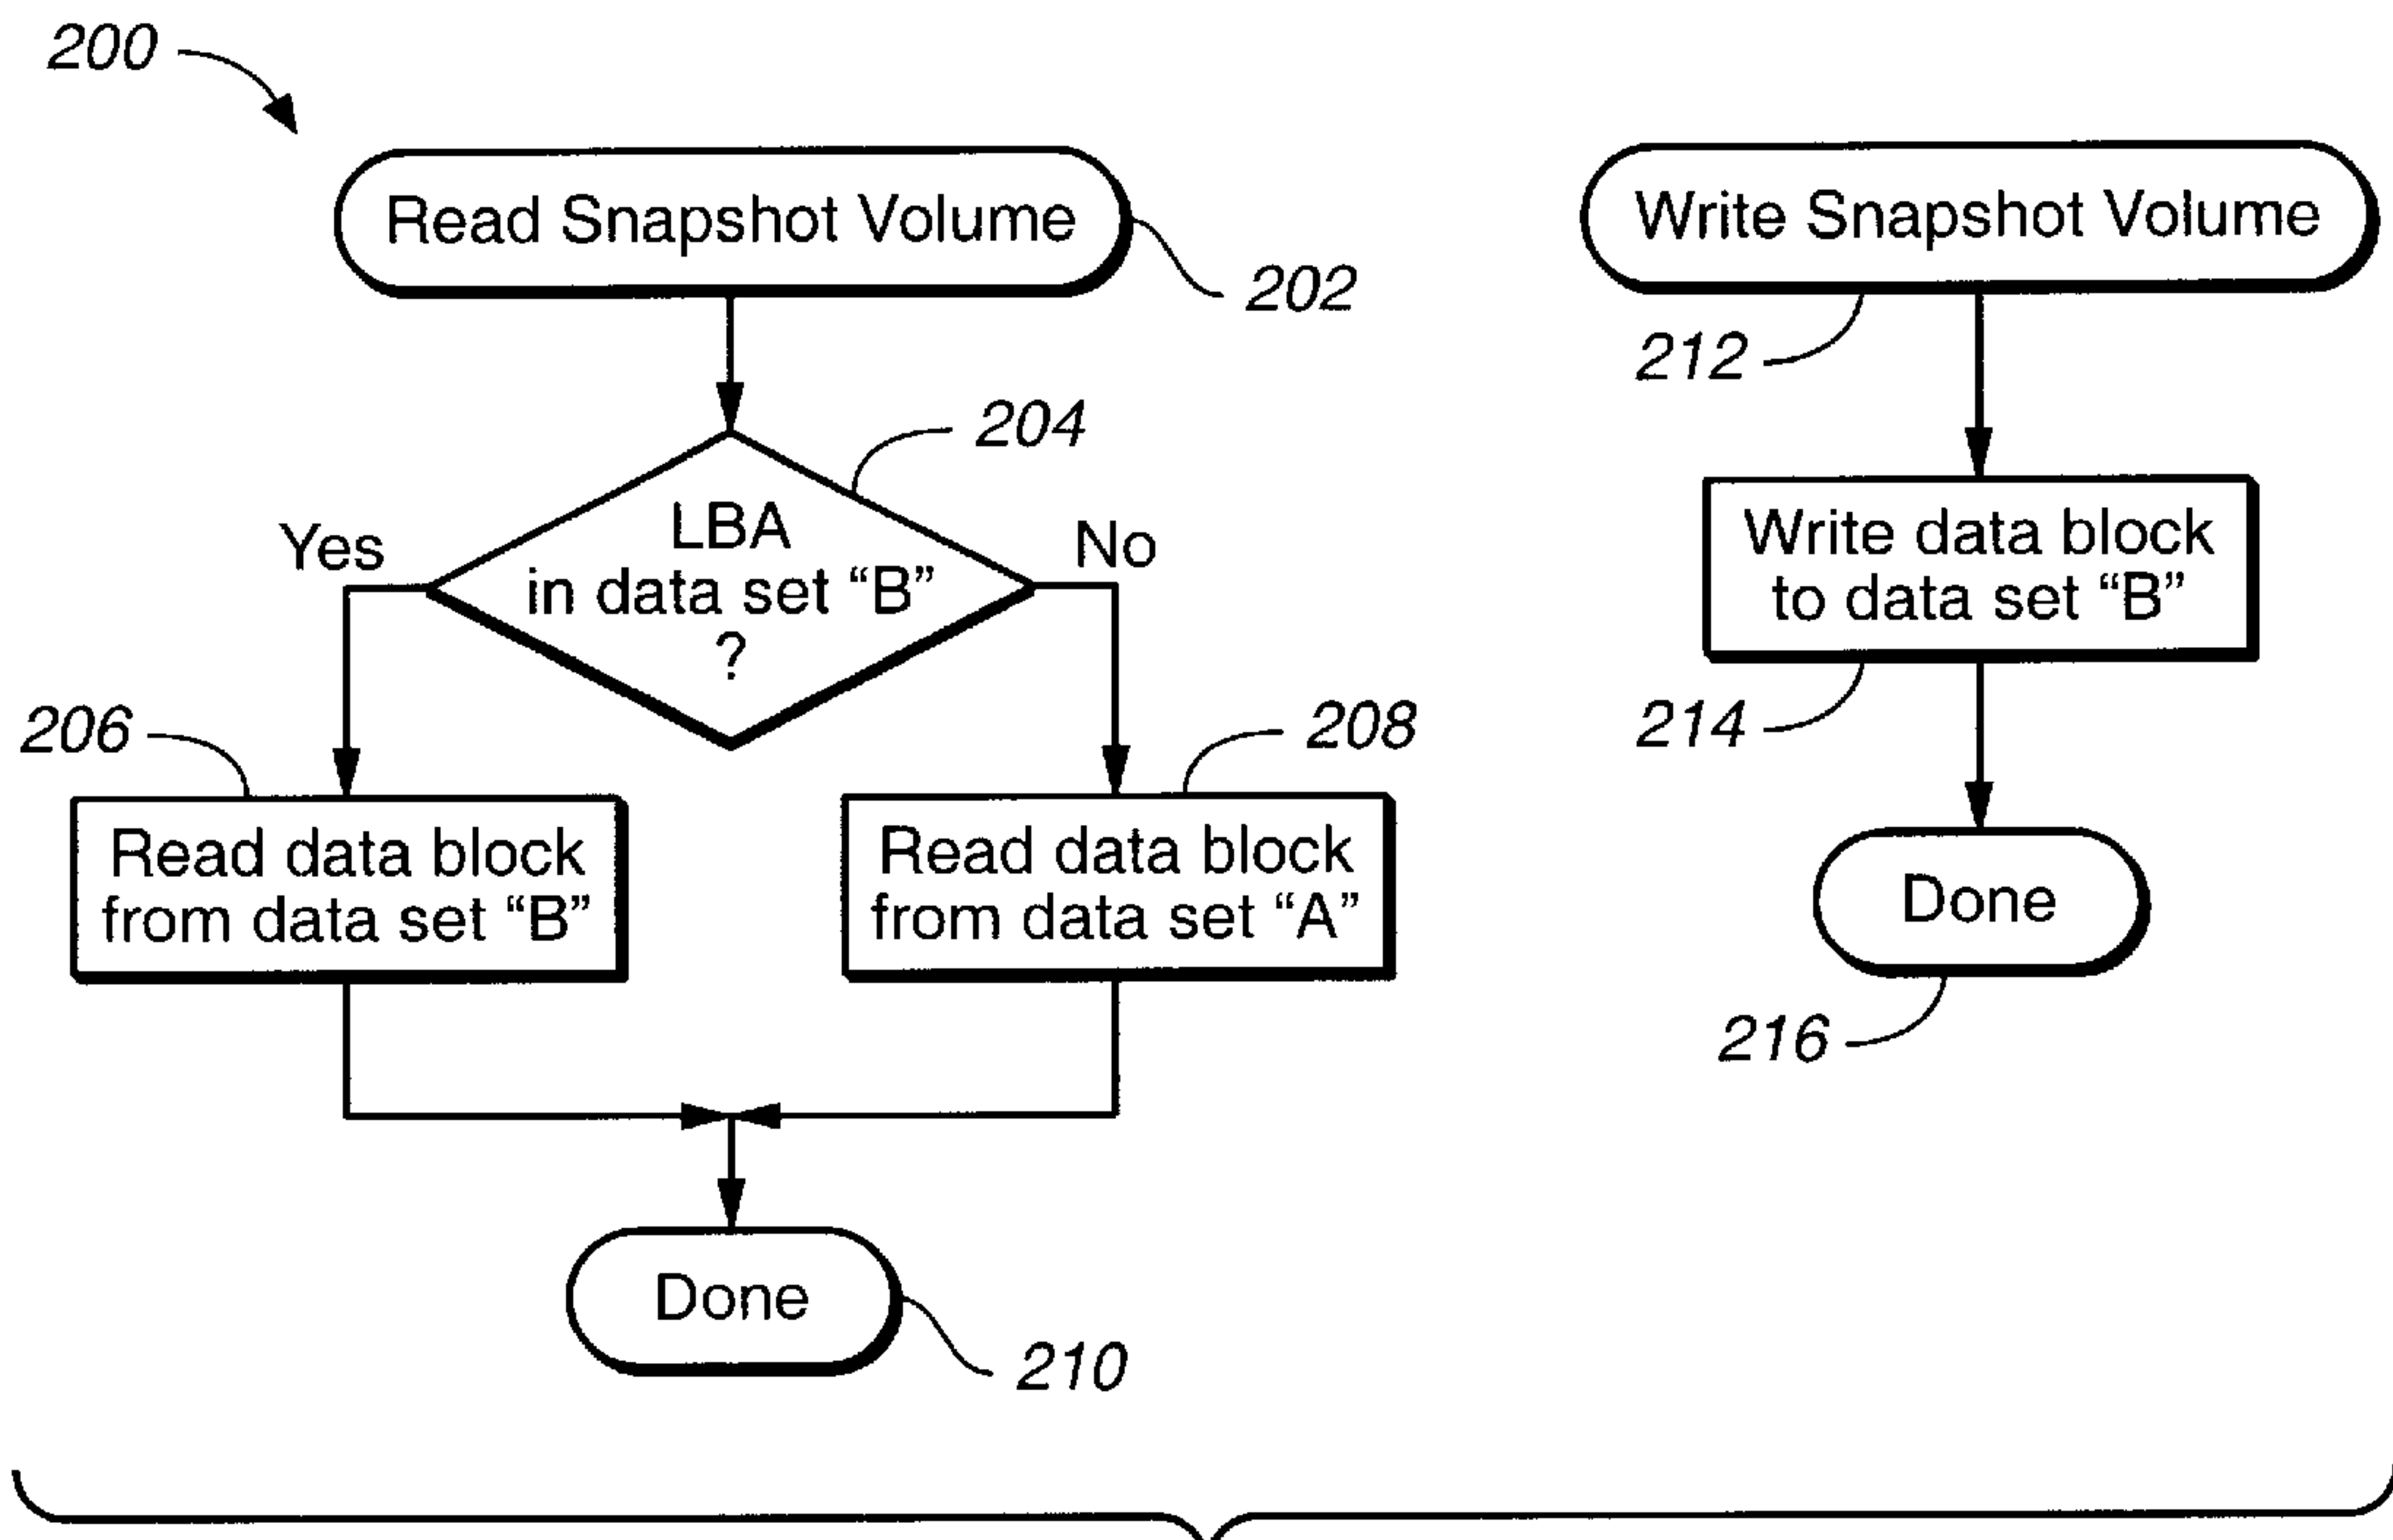 200
Read Snapshot Volume
202
204
LBA
in data set “B”
?
Yes
No
206
Read data block
from data set “B”
208
Read data block
from data set “A”
Done
210
Write Snapshot Volume
212
Write data block
to data set “B”
214
Done
216